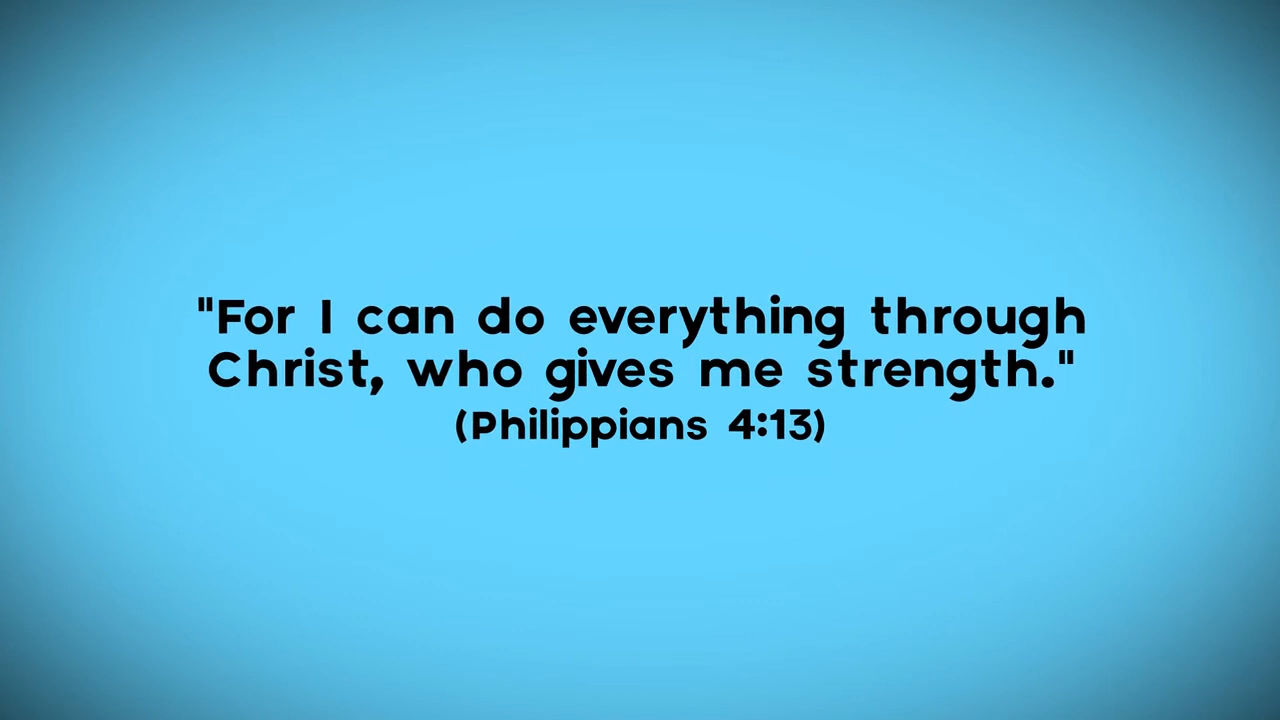 "For I can do everything through
Christ, who gives me strength."
(Philippians 4:13)